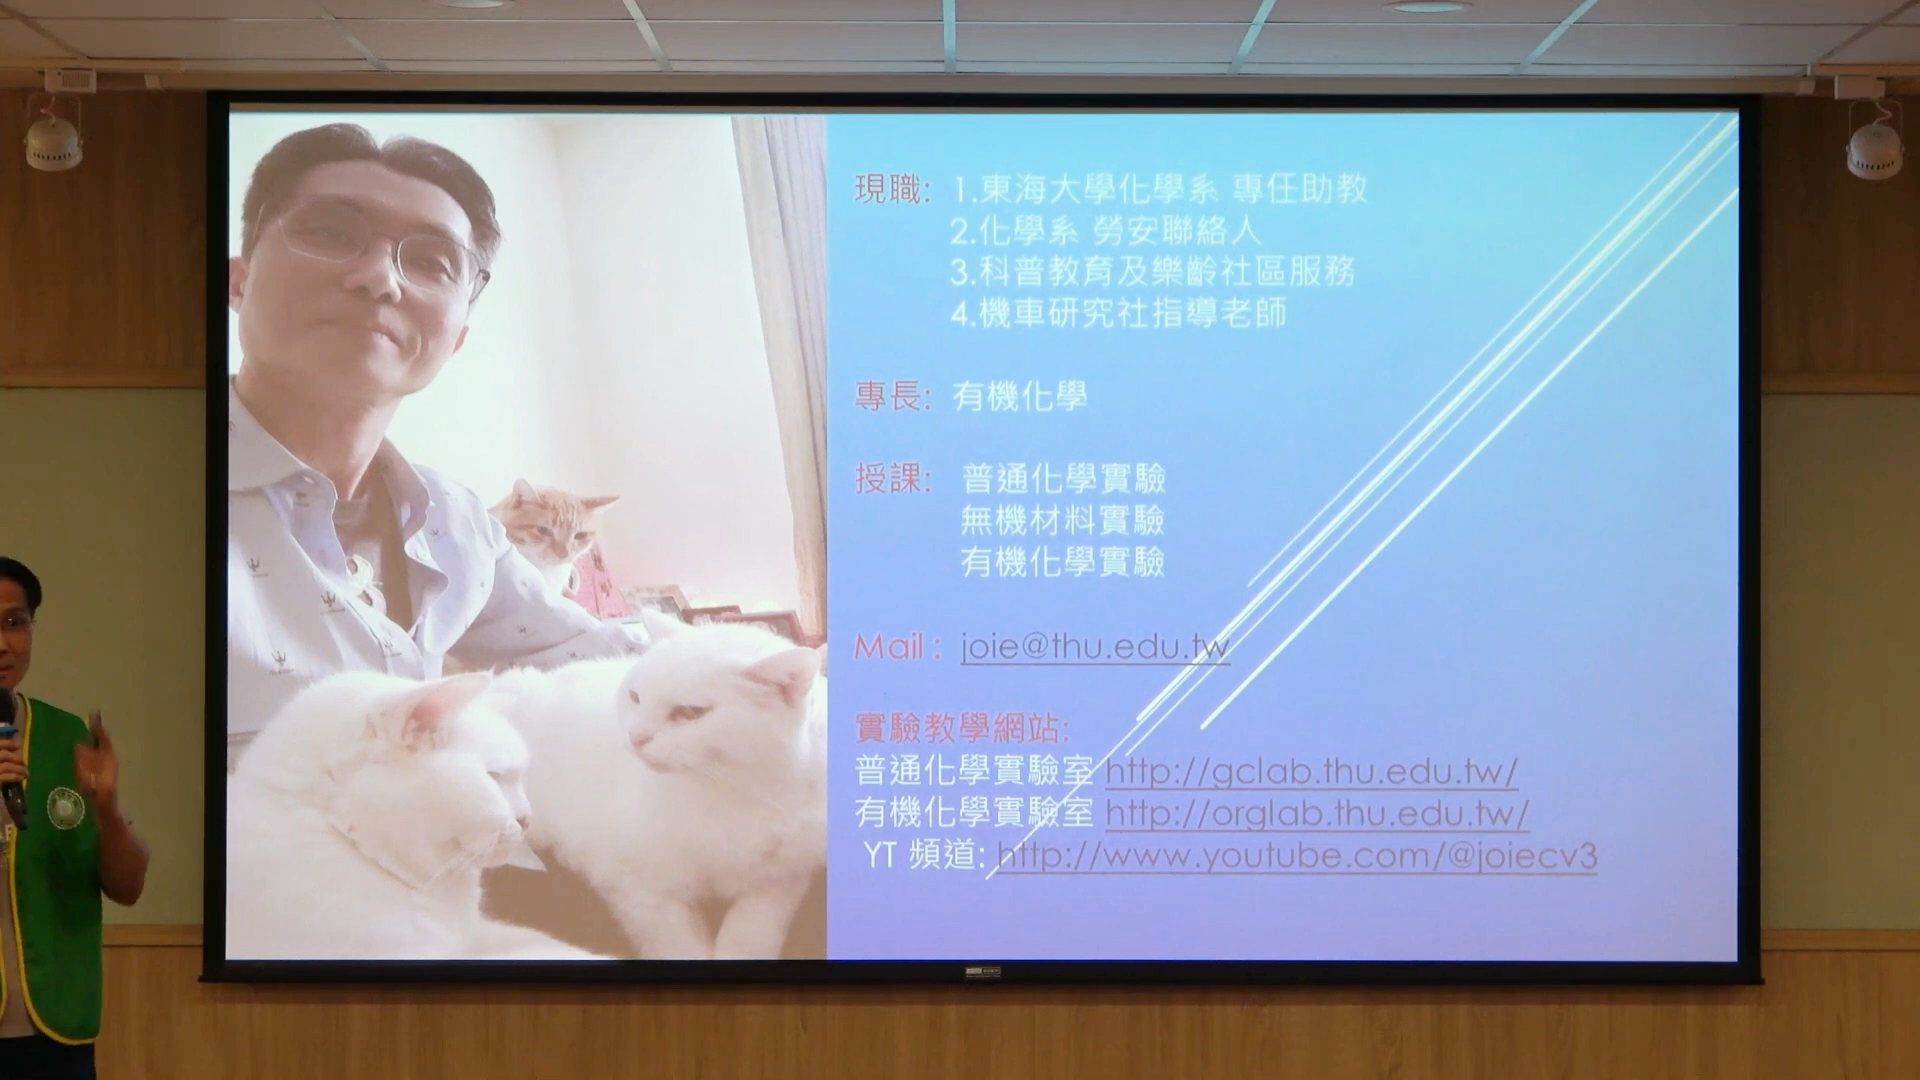 現職: 1.東海大學化學系 專任助教
2.化學系 勞安聯絡人
3.科普教育及樂齡社區服務
4.機車研究社指導老師
專長: 有機化學
授課: 普通化學實驗
無機材料實驗
有機化學實驗
Mail : joie@thu.edu.tw
實驗教學網站:
普通化學實驗室 http://gclab.thu.edu.tw/
有機化學實驗室 http://orglab.thu.edu.tw/
YT 頻道: http://www.youtube.com/@joiecv3